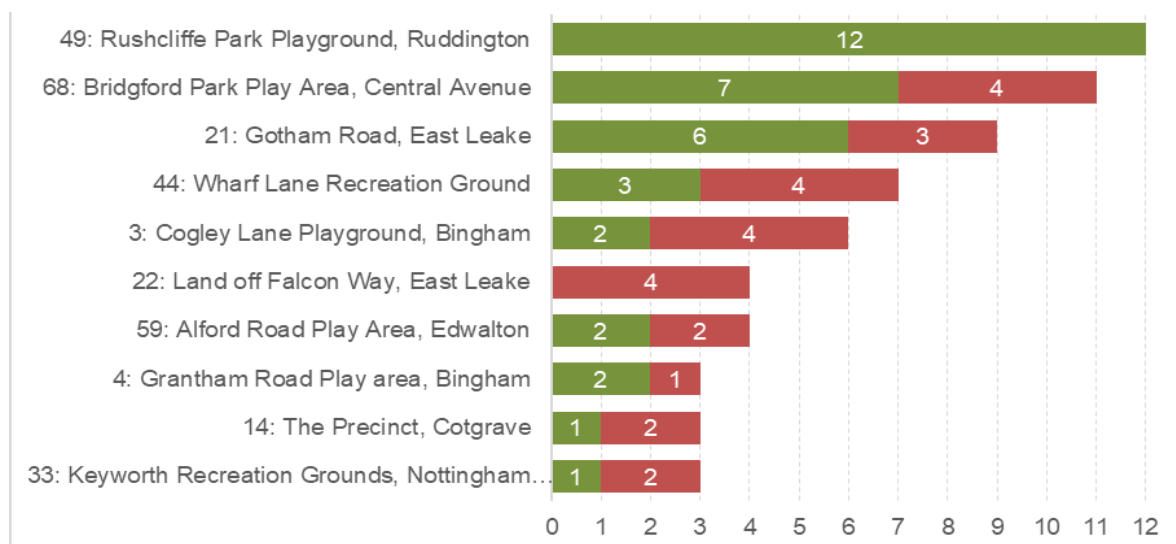 49: Rushcliffe Park Playground, Ruddington 12
68: Bridgford Park Play Area, Central Avenue 7 4
21: Gotham Road, East Leake 6 3
44: Wharf Lane Recreation Ground 3 4
3: Cogley Lane Playground, Bingham 2 4
22: Land off Falcon Way, East Leake 4
59: Alford Road Play Area, Edwalton 2 2
4: Grantham Road Play area, Bingham 2 1
14: The Precinct, Cotgrave 1 2
33: Keyworth Recreation Grounds, Nottingham… 1 2
0 1 2 3 4 5 6 7 8 9 10 11 12